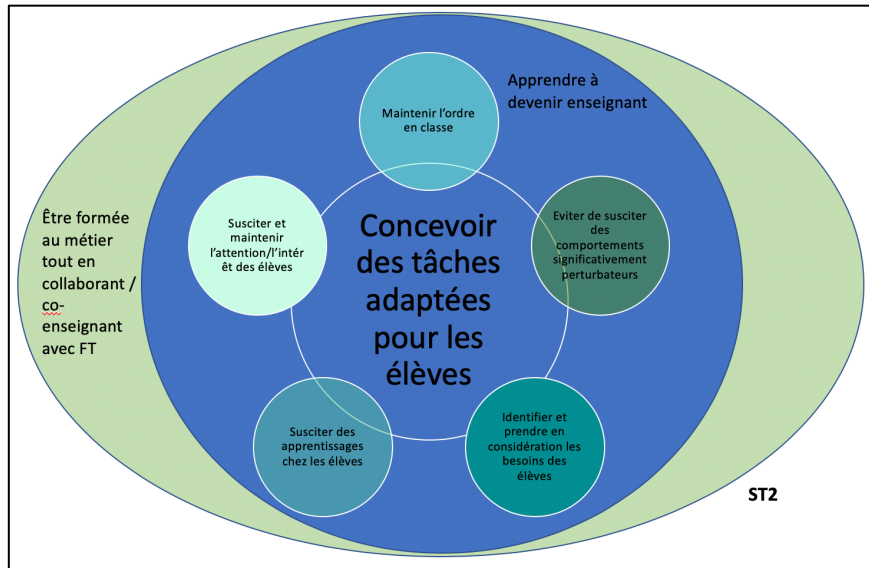 Maintenir l'ordre
en classe
Apprendre à
devenir enseignant
Être formée
au métier
tout en
collaborant /
co-
enseignant
avec FT
Susciter et
maintenir
l'attention/l'intér
êt des élèves
Concevoir
des tâches
adaptées
pour les
élèves
Eviter de susciter
des
comportements
significativement
perturbateurs
Susciter des
apprentissages
chez les élèves
Identifier et
prendre en
considération les
besoins des
élèves
ST2